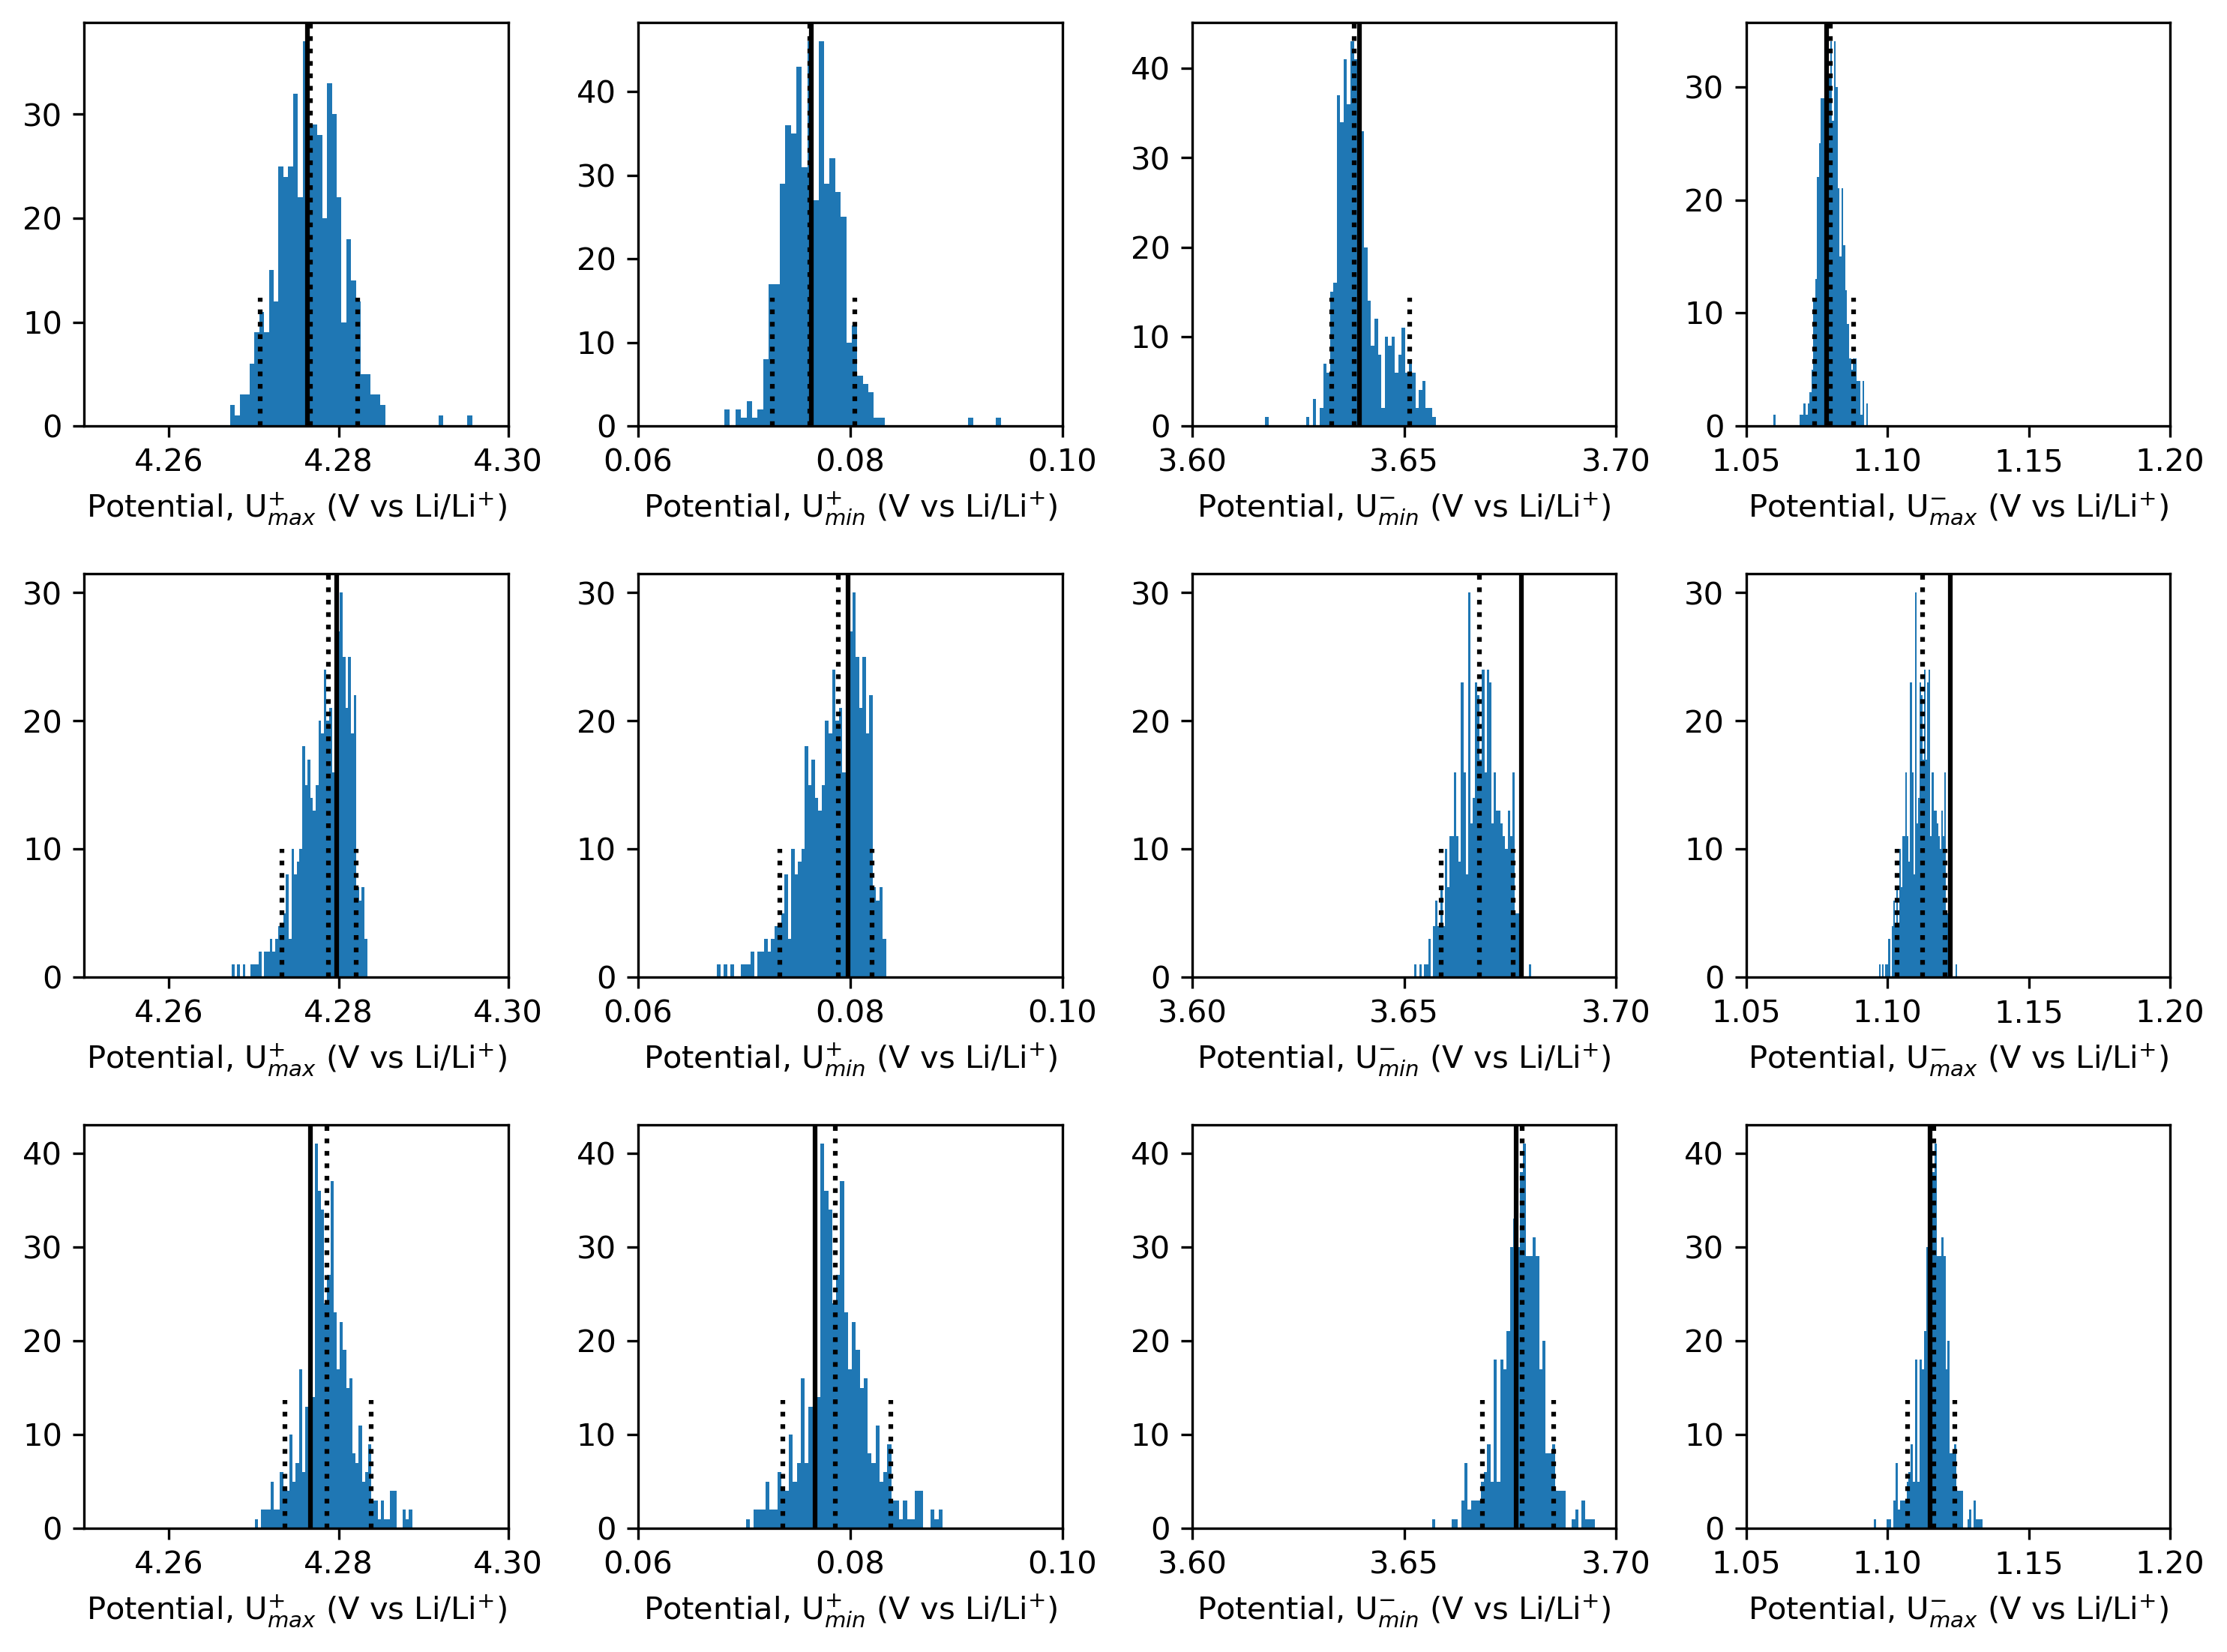 30
20
10
0
4.26 4.28 4.30
Potential, U⁺max (V vs Li/Li⁺)
40
30
20
10
0
0.06 0.08 0.10
Potential, U⁺min (V vs Li/Li⁺)
40
30
20
10
0
3.60 3.65 3.70
Potential, U⁻min (V vs Li/Li⁺)
30
20
10
0
1.05 1.10 1.15 1.20
Potential, U⁻max (V vs Li/Li⁺)
30
20
10
0
4.26 4.28 4.30
Potential, U⁺max (V vs Li/Li⁺)
30
20
10
0
0.06 0.08 0.10
Potential, U⁺min (V vs Li/Li⁺)
30
20
10
0
3.60 3.65 3.70
Potential, U⁻min (V vs Li/Li⁺)
30
20
10
0
1.05 1.10 1.15 1.20
Potential, U⁻max (V vs Li/Li⁺)
40
30
20
10
0
4.26 4.28 4.30
Potential, U⁺max (V vs Li/Li⁺)
40
30
20
10
0
0.06 0.08 0.10
Potential, U⁺min (V vs Li/Li⁺)
40
30
20
10
0
3.60 3.65 3.70
Potential, U⁻min (V vs Li/Li⁺)
40
30
20
10
0
1.05 1.10 1.15 1.20
Potential, U⁻max (V vs Li/Li⁺)